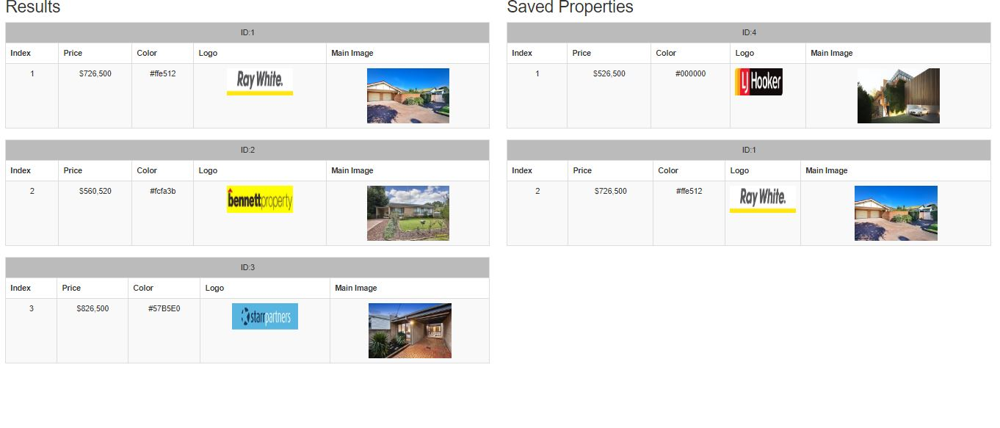 Results
ID:1
Index Price Color Logo Main Image
1 $726,500 #ffe512 Ray White.
ID:2
Index Price Color Logo Main Image
2 $560,520 #fcfa3b bennettproperty
ID:3
Index Price Color Logo Main Image
3 $826,500 #57B5E0 starrpartners
Saved Properties
ID:4
Index Price Color Logo Main Image
1 $526,500 #000000 LJ Hooker
ID:1
Index Price Color Logo Main Image
2 $726,500 #ffe512 Ray White.